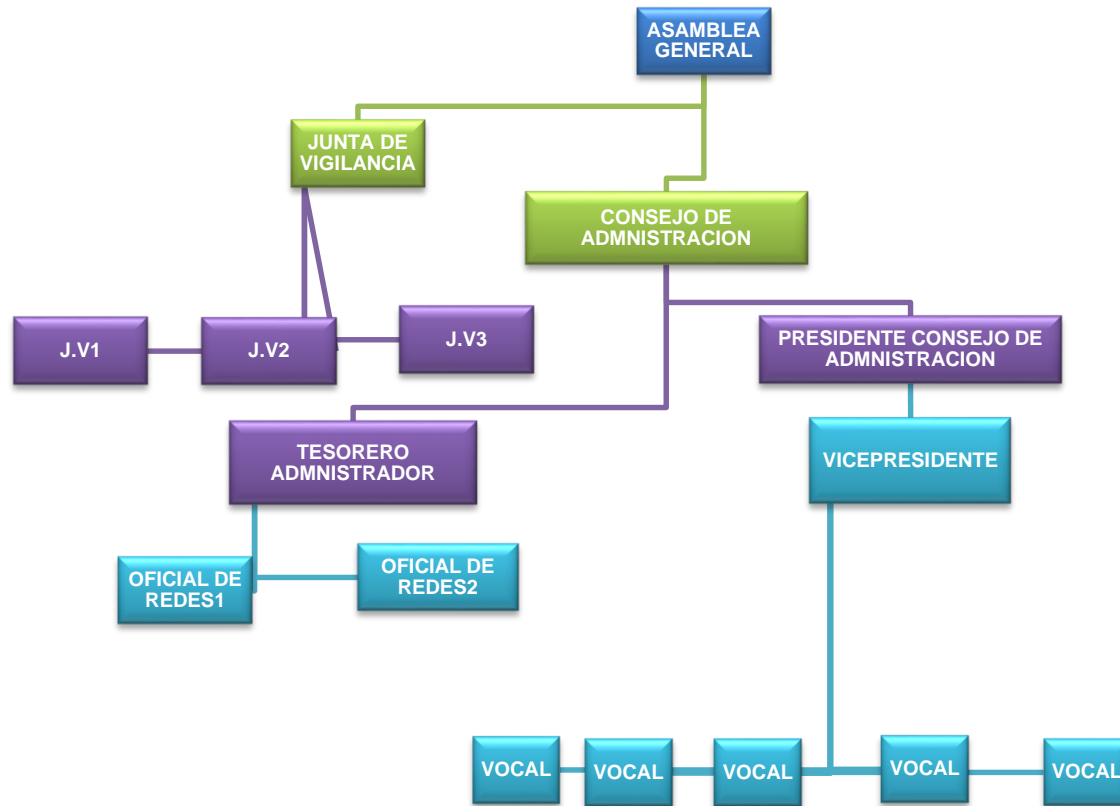 ASAMBLEA
GENERAL
JUNTA DE
VIGILANCIA
CONSEJO DE
ADMNISTRACION
J.V1
J.V2
J.V3
PRESIDENTE CONSEJO DE
ADMNISTRACION
TESORERO
ADMNISTRADOR
VICEPRESIDENTE
OFICIAL DE
REDES1
OFICIAL DE
REDES2
VOCAL
VOCAL
VOCAL
VOCAL
VOCAL